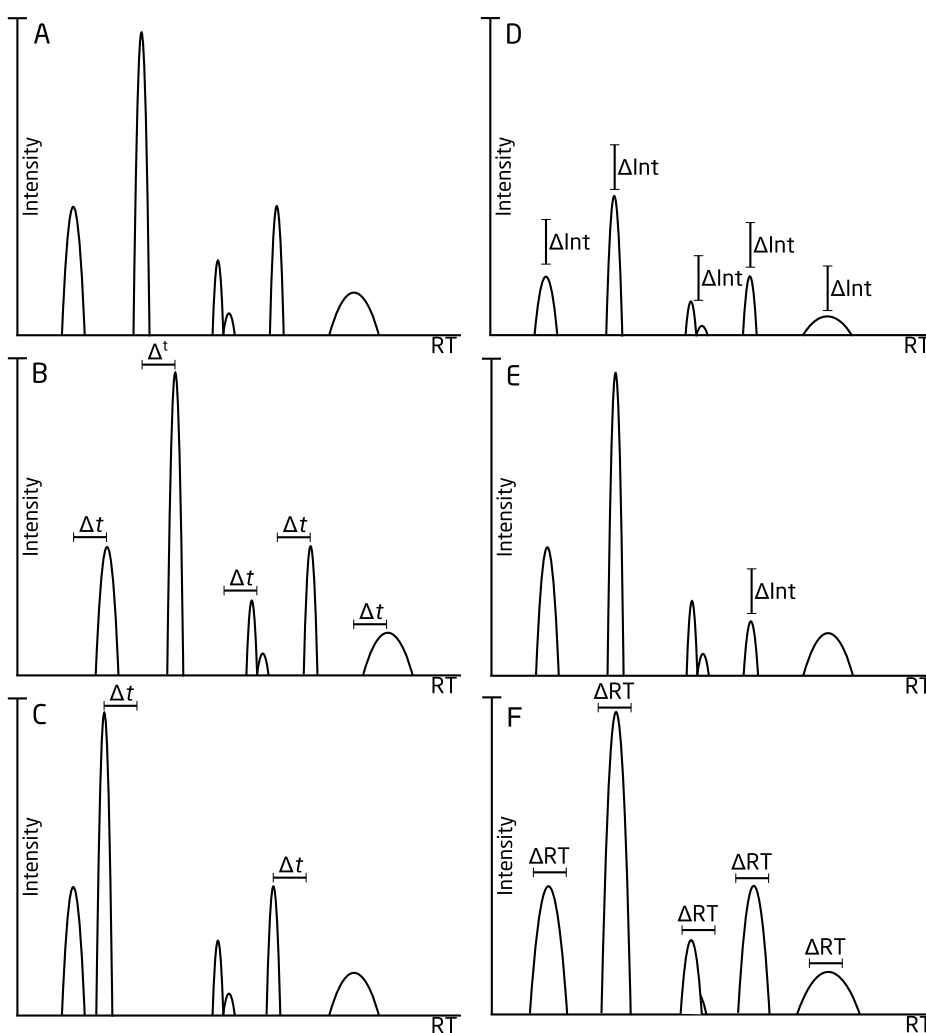 A
Intensity
RT
D
ΔInt
ΔInt
ΔInt
ΔInt
ΔInt
Intensity
RT
B
Δt
Δt
Δt
Δt
Δt
Intensity
RT
E
ΔInt
Intensity
RT
C
Δt
Δt
Intensity
RT
F
ΔRT
ΔRT
ΔRT
ΔRT
ΔRT
Intensity
RT